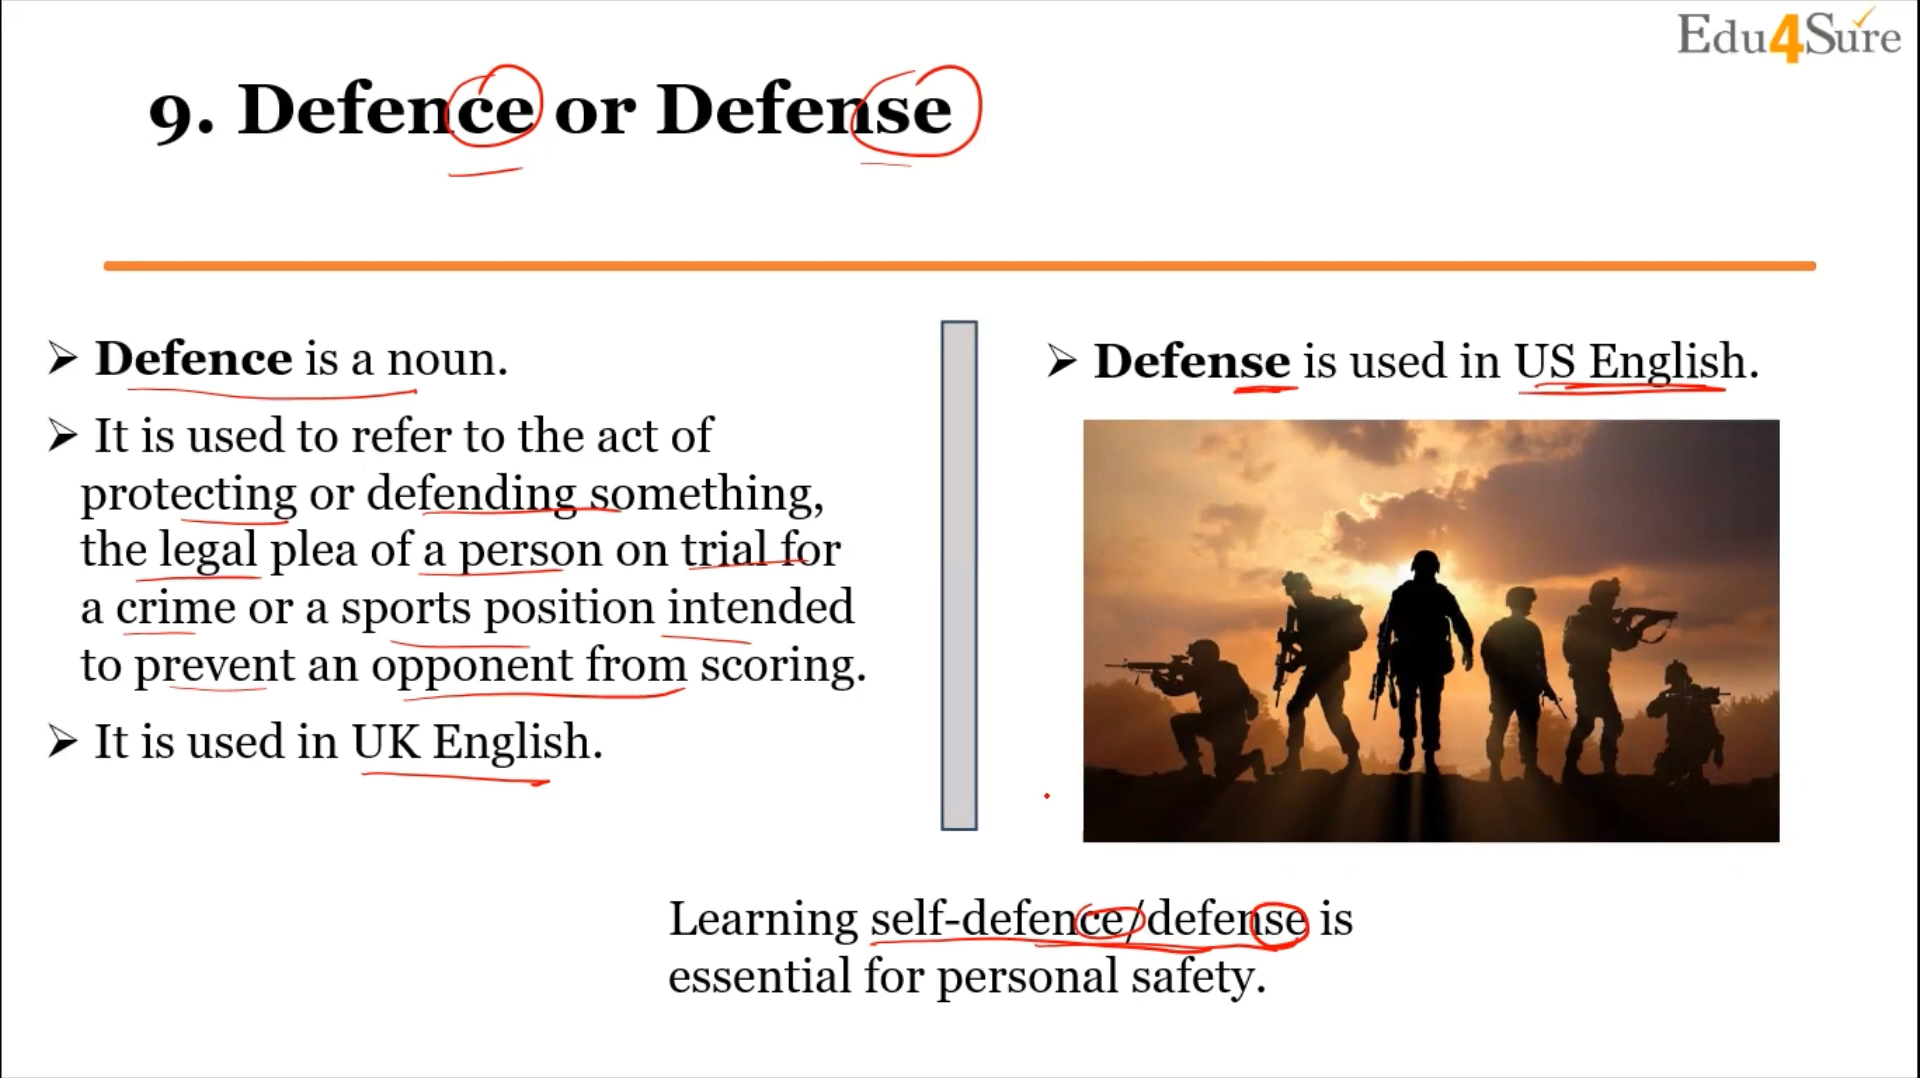 Edu4Sure
9. Defence or Defense
➢ Defence is a noun.
➢ It is used to refer to the act of
protecting or defending something,
the legal plea of a person on trial for
a crime or a sports position intended
to prevent an opponent from scoring.
➢ It is used in UK English.
➢ Defense is used in US English.
Learning self-defence/defense is
essential for personal safety.